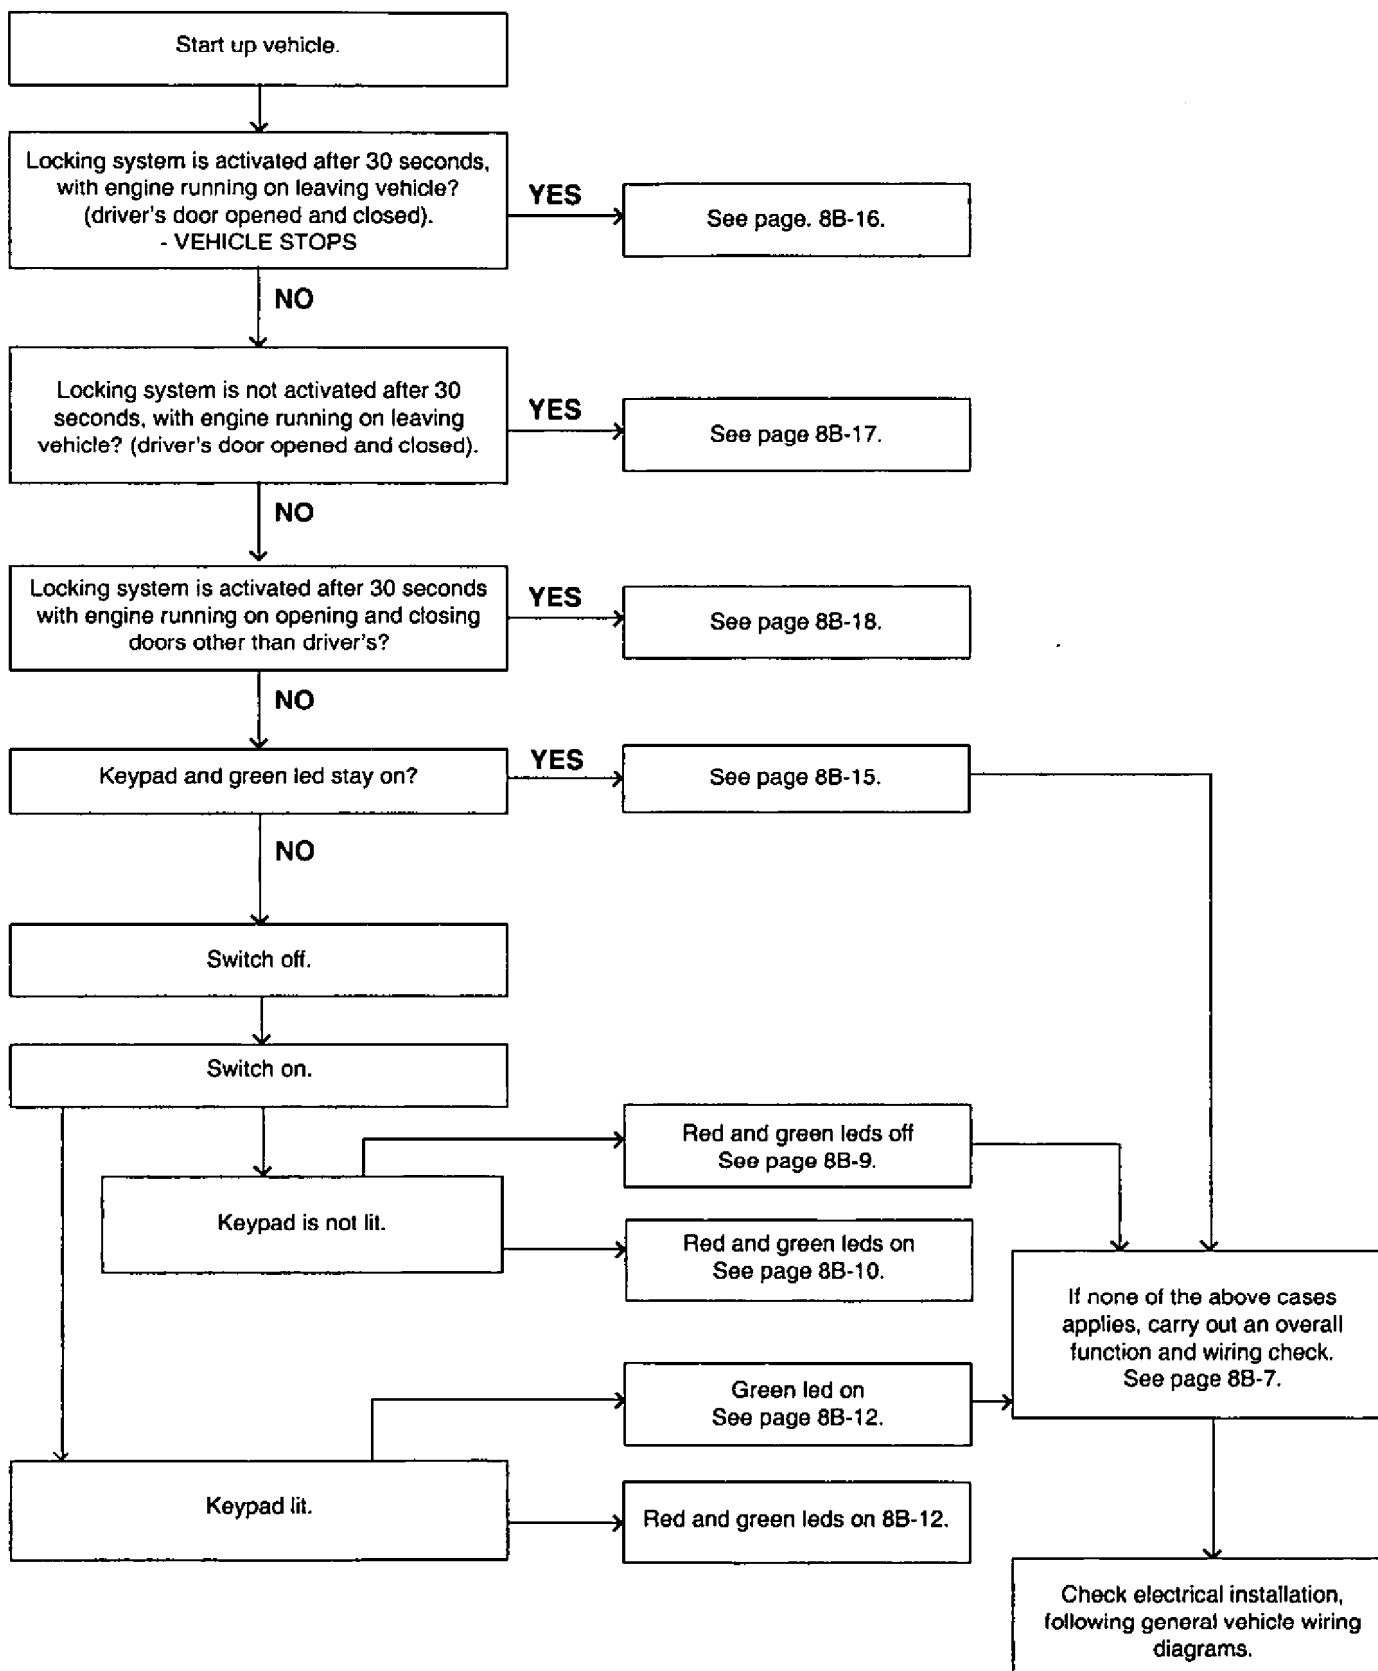 Start up vehicle.
Locking system is activated after 30 seconds,
with engine running on leaving vehicle?
(driver's door opened and closed).
- VEHICLE STOPS
YES
See page. 8B-16.
NO
Locking system is not activated after 30
seconds, with engine running on leaving
vehicle? (driver's door opened and closed).
YES
See page 8B-17.
NO
Locking system is activated after 30 seconds
with engine running on opening and closing
doors other than driver's?
YES
See page 8B-18.
NO
Keypad and green led stay on?
YES
See page 8B-15.
NO
Switch off.
Switch on.
Red and green leds off
See page 8B-9.
Keypad is not lit.
Red and green leds on
See page 8B-10.
If none of the above cases
applies, carry out an overall
function and wiring check.
See page 8B-7.
Green led on
See page 8B-12.
Keypad lit.
Red and green leds on 8B-12.
Check electrical installation,
following general vehicle wiring
diagrams.